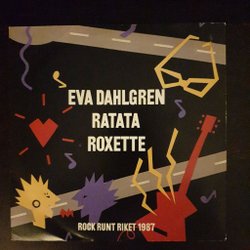 EVA DAHLGREN
RATATA
ROXETTE
ROCK RUNT RIKET 1987